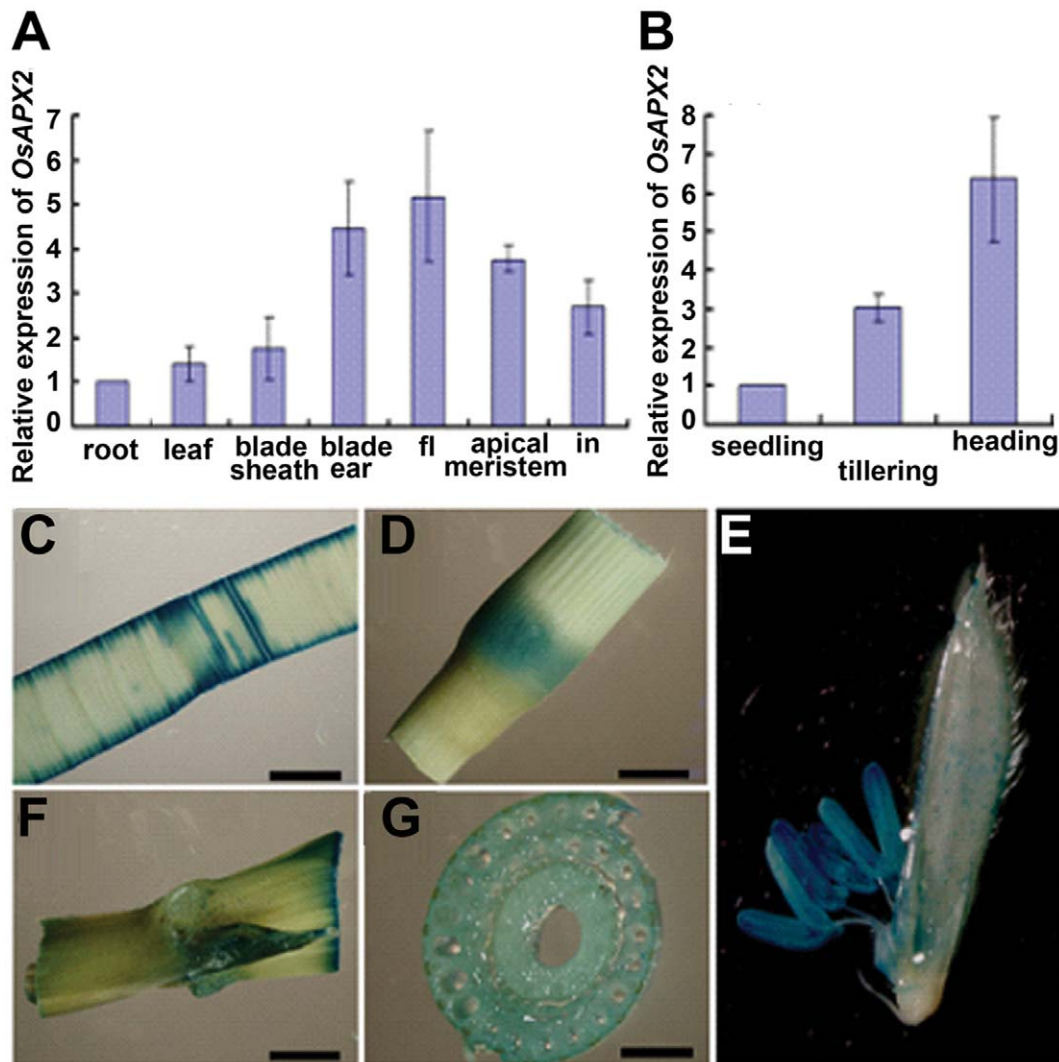 A
Relative expression of OsAPX2
7
6
5
4
3
2
1
0
root leaf blade sheath blade ear fl apical meristem in
B
Relative expression of OsAPX2
8
7
6
5
4
3
2
1
0
seedling tillering heading
C
D
E
F
G